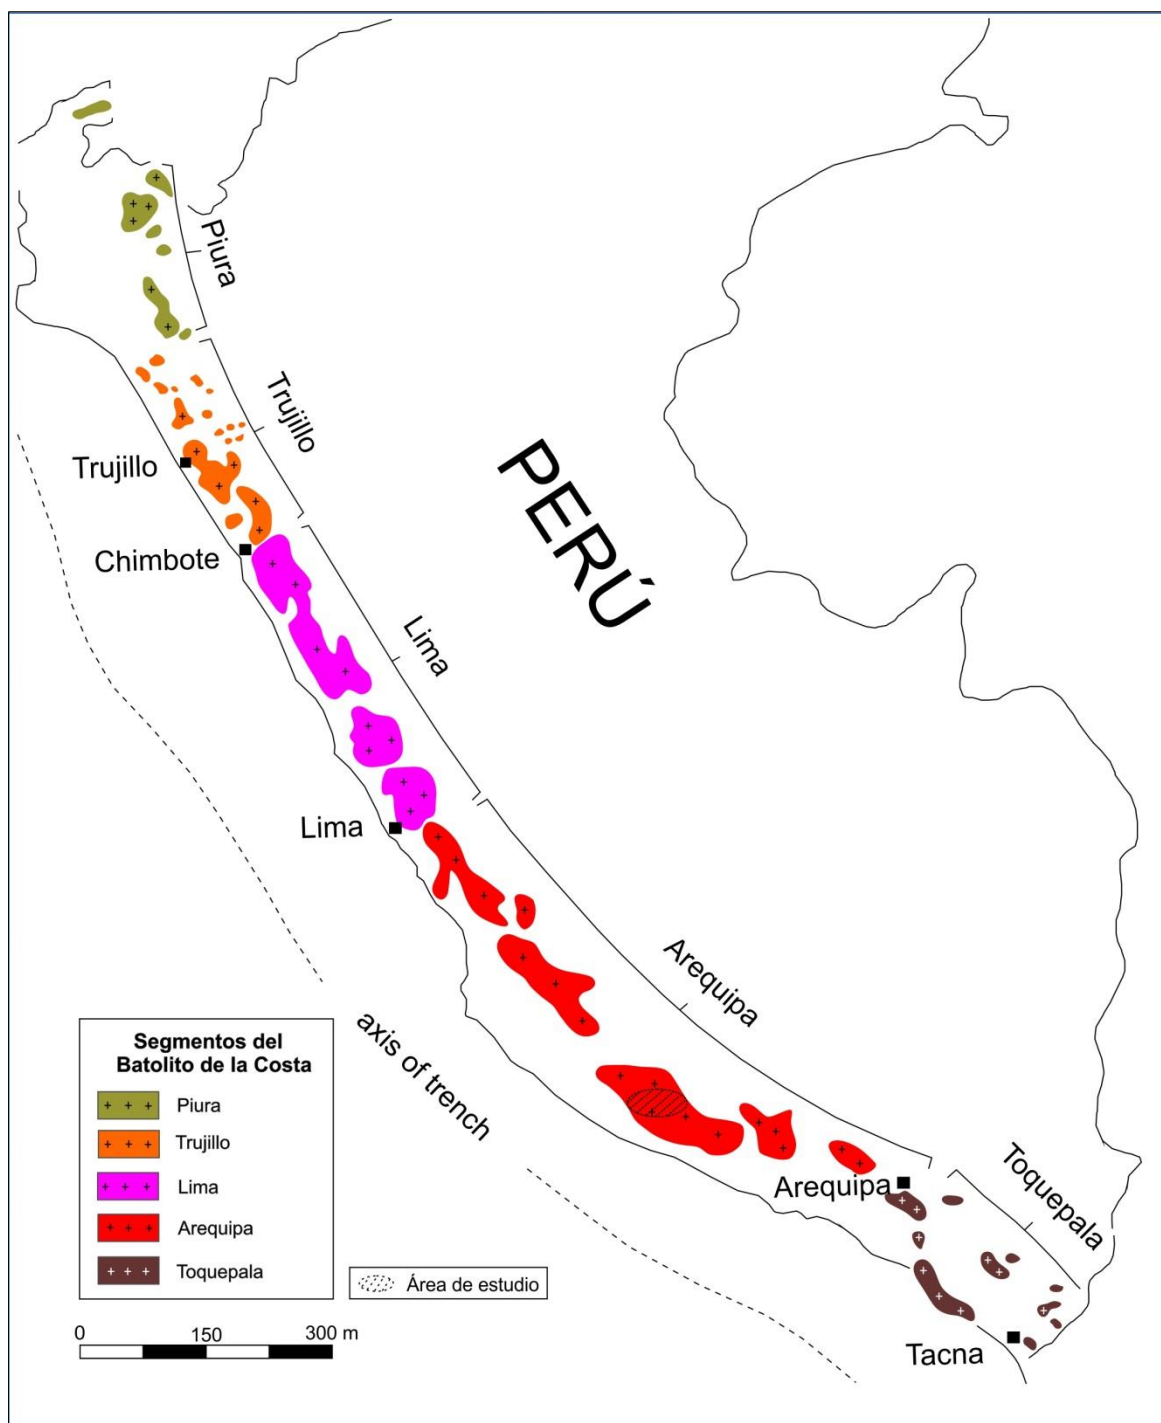 Piura
Trujillo
Trujillo
Chimbote
PERÚ
Lima
Lima
Arequipa
axis of trench
Arequipa
Toquepala
Tacna
Segmentos del
Batolito de la Costa
+ + + Piura
+ + + Trujillo
+ + + Lima
+ + + Arequipa
+ + + Toquepala
Área de estudio
0 150 300 m